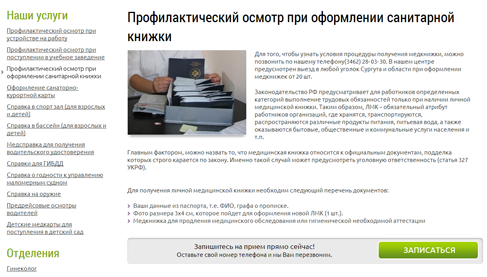 Наши услуги
Профилактический осмотр при
устройстве на работу
Профилактический осмотр при
поступлении в учебное заведение
Профилактический осмотр при
оформлении санитарной книжки
Оформление санаторно-
курортной карты
Справка в спортзал (для взрослых
и детей)
Справка в бассейн (для взрослых и
детей)
Медсправка для получения
водительского удостоверения
Справки для ГИБДД
Справка о годности к управлению
маломерным судном
Справка на оружие
Предрейсовые осмотры
водителей
Детские медкарты для
поступления в детский сад
Отделения
Гинеколог
Профилактический осмотр при оформлении санитарной
книжки
Для того, чтобы узнать условия процедуры получения медкнижки, можно
позвонить по нашему телефону(3462) 28-03-30. В нашем центре
предусмотрен выезд в любой уголок Сургута и области при оформлении
медкнижек от 20 шт.
Законодательство РФ предусматривает для работников определенных
категорий выполнение трудовых обязанностей только при наличии личной
медицинской книжки. Таким образом, ЛМК – обязательный атрибут
работников организаций, где хранятся, транспортируются,
распространяются различные продукты питания, питьевая вода, а также
оказываются бытовые, общественные и коммунальные услуги населения и
т.п.
Главным фактором, можно назвать то, что медицинская книжка относится к официальным документам, подделка
которых строго карается по закону. Именно такой случай может предусмотреть уголовную ответственность (статья 327
УКРФ).
Для получения личной медицинской книжки необходим следующий перечень документов:
Ваши данные из паспорта, т.е. ФИО, графа о прописке.
Фото размера 3х4 см, которое пойдет для оформления новой ЛМК (1 шт.).
Медкнижка для продления медицинского обследования или гигиенической необходимой аттестации
Запишитесь на прием прямо сейчас!
Оставьте свой номер телефона и мы Вам перезвоним.
ЗАПИСАТЬСЯ